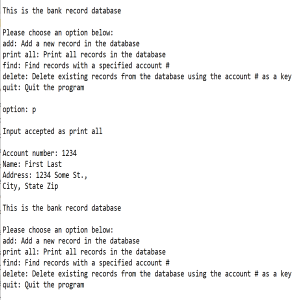 This is the bank record database
Please choose an option below:
add: Add a new record in the database
print all: Print all records in the database
find: Find records with a specified account #
delete: Delete existing records from the database using the account # as a key
quit: Quit the program
option: p
Input accepted as print all
Account number: 1234
Name: First Last
Address: 1234 Some St.,
City, State Zip
This is the bank record database
Please choose an option below:
add: Add a new record in the database
print all: Print all records in the database
find: Find records with a specified account #
delete: Delete existing records from the database using the account # as a key
quit: Quit the program